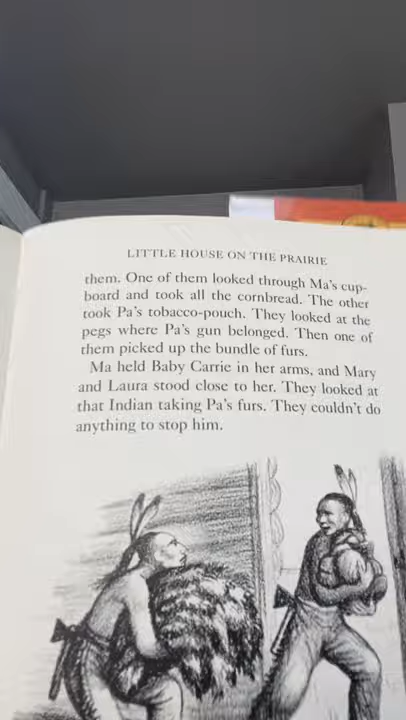 LITTLE HOUSE ON THE PRAIRIE
them. One of them looked through Ma's cup-
board and took all the cornbread. The other
took Pa's tobacco-pouch. They looked at the
pegs where Pa's gun belonged. Then one of
them picked up the bundle of furs.
Ma held Baby Carrie in her arms, and Mary
and Laura stood close to her. They looked at
that Indian taking Pa's furs. They couldn't do
anything to stop him.